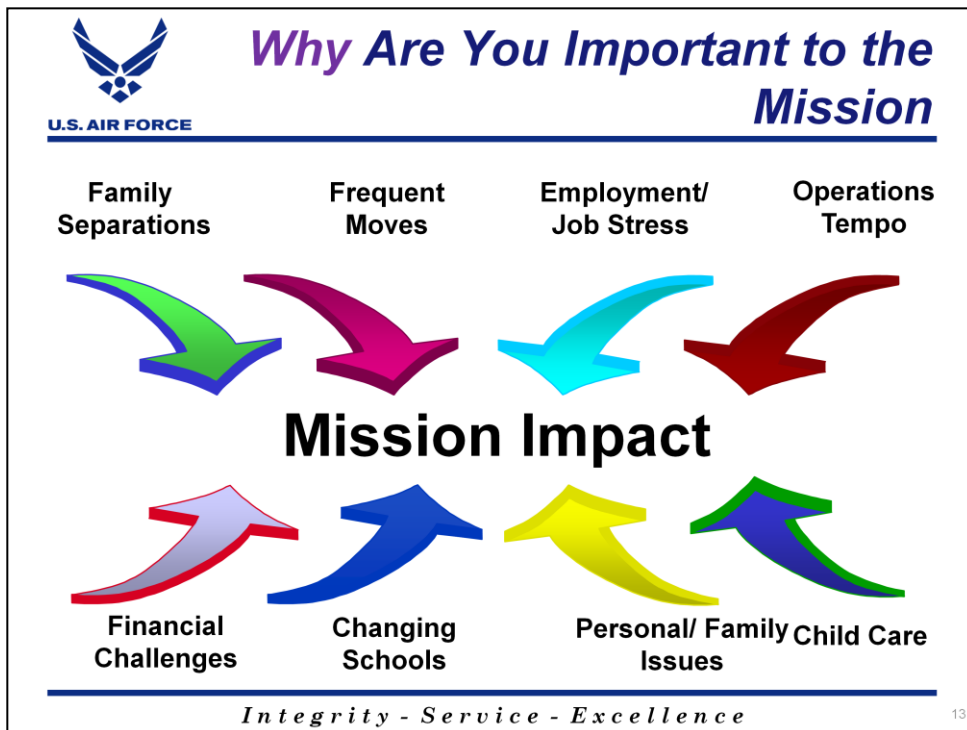 Why Are You Important to the
Mission
U.S. AIR FORCE
Family
Separations
Frequent
Moves
Employment/
Job Stress
Operations
Tempo
Mission Impact
Financial
Challenges
Changing
Schools
Personal/ Family
Issues
Child Care
Integrity - Service - Excellence
13